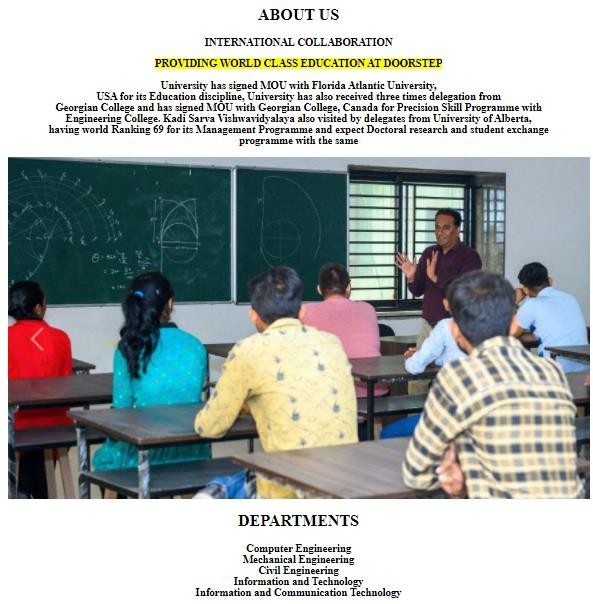 ABOUT US
INTERNATIONAL COLLABORATION
PROVIDING WORLD CLASS EDUCATION AT DOORSTEP
University has signed MOU with Florida Atlantic University,
USA for its Education discipline, University has also received three times delegation from
Georgian College and has signed MOU with Georgian College, Canada for Precision Skill Programme with
Engineering College. Kadi Sarva Vishwavidyalaya also visited by delegates from University of Alberta,
having world Ranking 69 for its Management Programme and expect Doctoral research and student exchange
programme with the same
DEPARTMENTS
Computer Engineering
Mechanical Engineering
Civil Engineering
Information and Technology
Information and Communication Technology